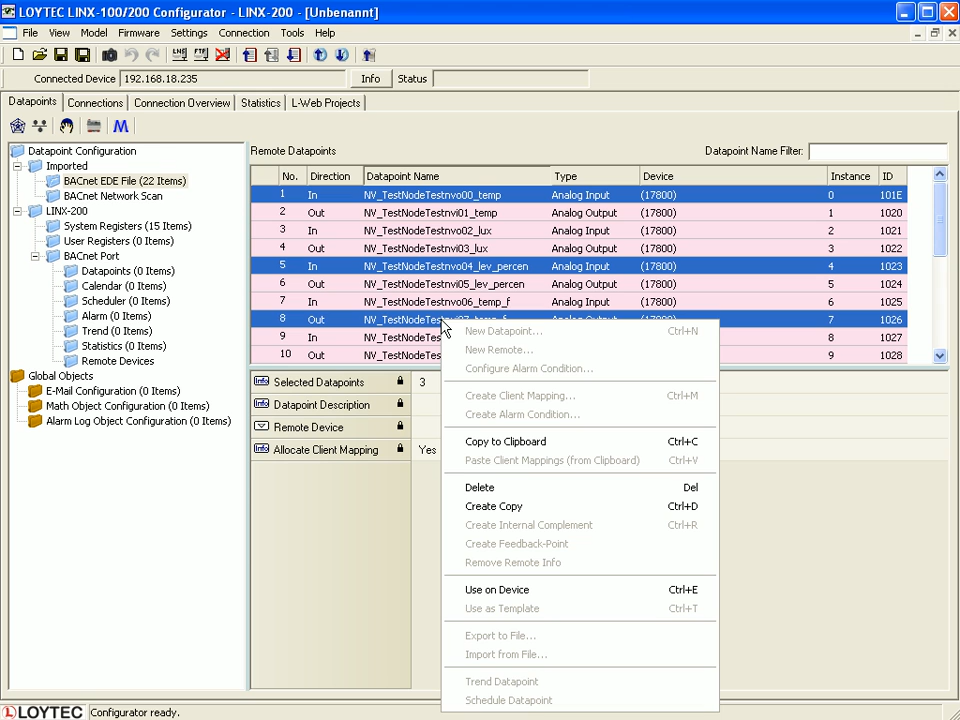 LOYTEC LINX-100/200 Configurator - LINX-200 - [Unbenannt]
File View Model Firmware Settings Connection Tools Help
Connected Device 192.168.18.235 Info Status
Datapoints Connections Connection Overview Statistics L-Web Projects
M
Datapoint Configuration
Imported
BACnet EDE File (22 Items)
BACnet Network Scan
LINX-200
System Registers (15 Items)
User Registers (0 Items)
BACnet Port
Datapoints (0 Items)
Calendar (0 Items)
Scheduler (0 Items)
Alarm (0 Items)
Trend (0 Items)
Statistics (0 Items)
Remote Devices
Global Objects
E-Mail Configuration (0 Items)
Math Object Configuration (0 Items)
Alarm Log Object Configuration (0 Items)
Remote Datapoints Datapoint Name Filter:
No. Direction Datapoint Name Type Device Instance ID
1 In NV_TestNodeTestnvo00_temp Analog Input (17800) 0 101E
2 Out NV_TestNodeTestnvi01_temp Analog Output (17800) 1 1020
3 In NV_TestNodeTestnvo02_lux Analog Input (17800) 2 1021
4 Out NV_TestNodeTestnvi03_lux Analog Output (17800) 3 1022
5 In NV_TestNodeTestnvo04_lev_percen Analog Input (17800) 4 1023
6 Out NV_TestNodeTestnvi05_lev_percen Analog Output (17800) 5 1024
7 In NV_TestNodeTestnvo06_temp_f Analog Input (17800) 6 1025
8 Out NV_TestNodeTestnvi07_temp_f Analog Output (17800) 7 1026
9 In NV_TestNodeT 8 1027
10 Out NV_TestNodeT 9 1028
Selected Datapoints 3
Datapoint Description
Remote Device
Allocate Client Mapping Yes
New Datapoint... Ctrl+N
New Remote...
Configure Alarm Condition...
Create Client Mapping... Ctrl+M
Create Alarm Condition...
Copy to Clipboard Ctrl+C
Paste Client Mappings (from Clipboard) Ctrl+V
Delete Del
Create Copy Ctrl+D
Create Internal Complement Ctrl+R
Create Feedback-Point
Remove Remote Info
Use on Device Ctrl+E
Use as Template Ctrl+T
Export to File...
Import from File...
Trend Datapoint
Schedule Datapoint
LOYTEC Configurator ready.